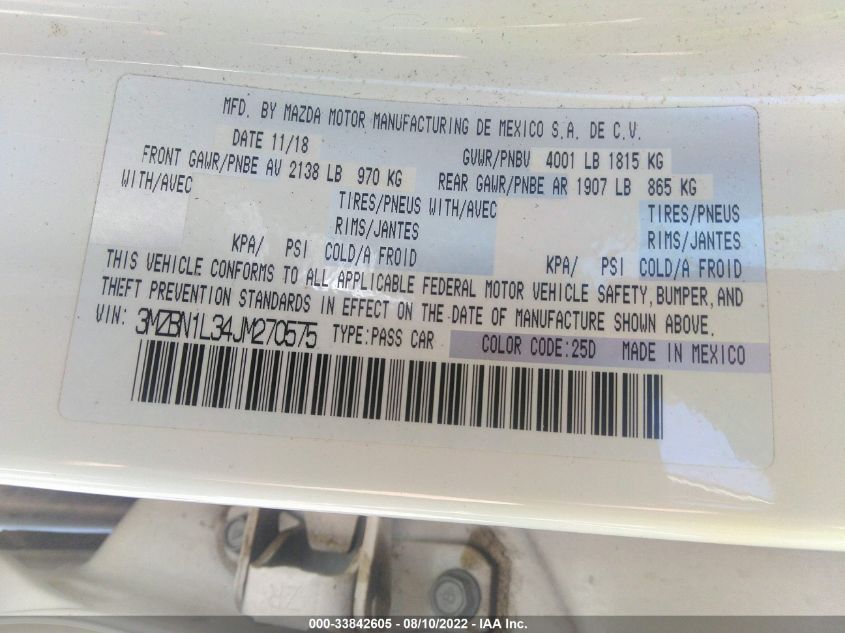 MFD. BY MAZDA MOTOR MANUFACTURING DE MEXICO S.A. DE C.V.
DATE 11/18 GVWR/PNBV 4001 LB 1815 KG
FRONT GAWR/PNBE AV 2138 LB 970 KG REAR GAWR/PNBE AR 1907 LB 865 KG
WITH/AVEC TIRES/PNEUS WITH/AVEC TIRES/PNEUS
RIMS/JANTES RIMS/JANTES
KPA/ PSI COLD/A FROID KPA/ PSI COLD/A FROID
THIS VEHICLE CONFORMS TO ALL APPLICABLE FEDERAL MOTOR VEHICLE SAFETY, BUMPER, AND
THEFT PREVENTION STANDARDS IN EFFECT ON THE DATE OF MANUFACTURE SHOWN ABOVE.
VIN: 3MZBN1L34JM270575 TYPE:PASS CAR COLOR CODE:25D MADE IN MEXICO
000-33842605 - 08/10/2022 - IAA Inc.